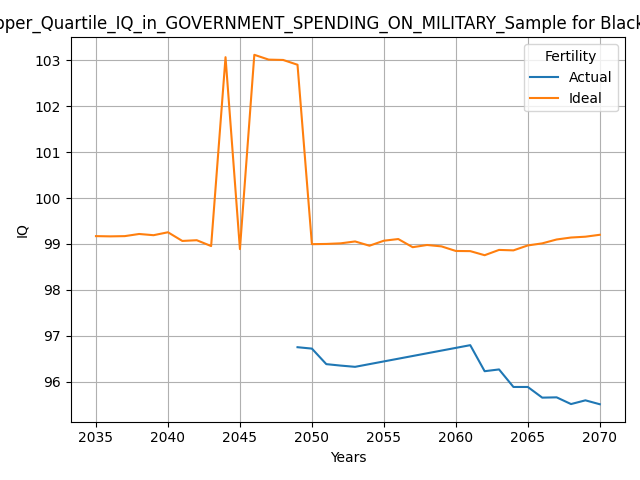 pper_Quartile_IQ_in_GOVERNMENT_SPENDING_ON_MILITARY_Sample for Black
Fertility
Actual
Ideal
103
102
101
100
99
98
97
96
IQ
2035 2040 2045 2050 2055 2060 2065 2070
Years